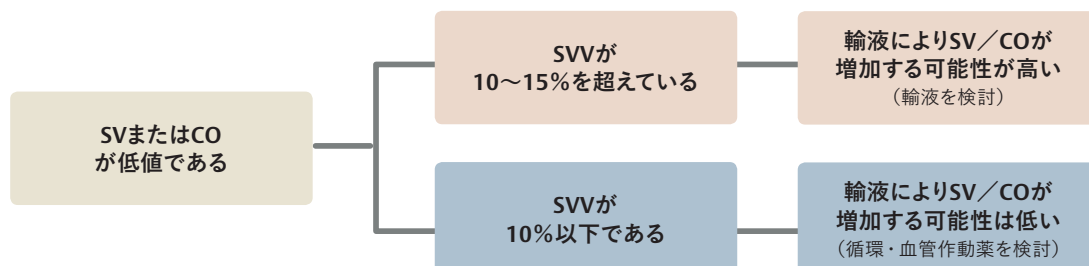 SVまたはCO
が低値である
SVVが
10～15%を超えている
輸液によりSV／COが
増加する可能性が高い
（輸液を検討）
SVVが
10%以下である
輸液によりSV／COが
増加する可能性は低い
（循環・血管作動薬を検討）